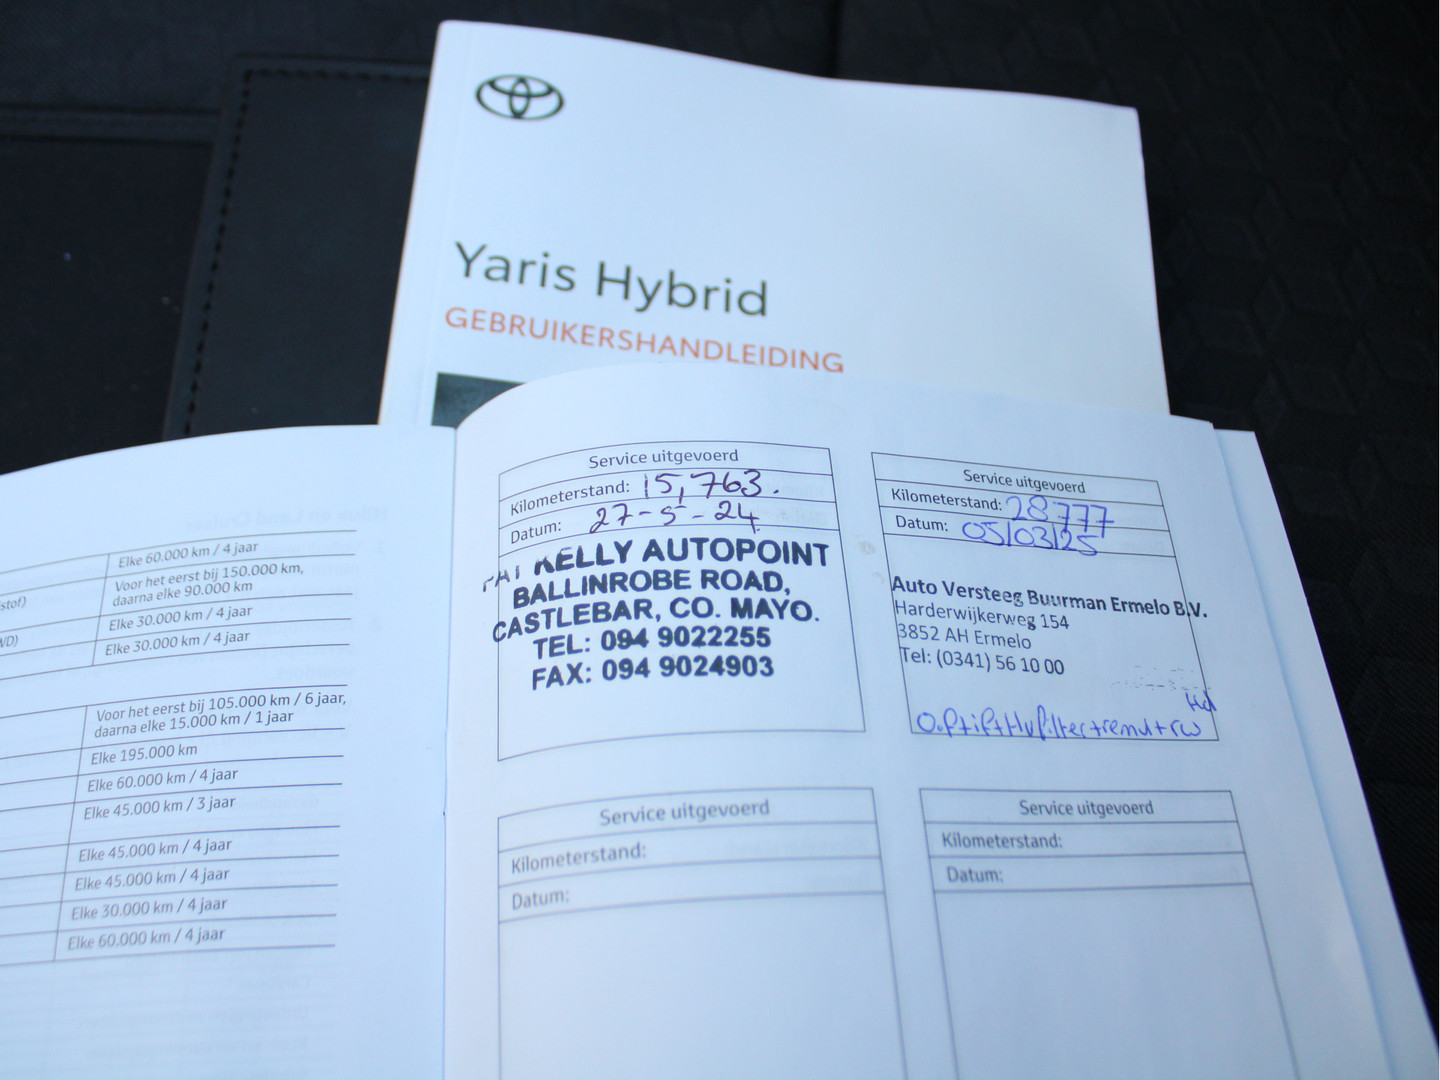 Yaris Hybrid
GEBRUIKERSHANDLEIDING
Elke 60.000 km / 4 jaar
Voor het eerst bij 150.000 km,
daarna elke 90.000 km
Elke 30.000 km / 4 jaar
Elke 30.000 km / 4 jaar
Voor het eerst bij 105.000 km / 6 jaar,
daarna elke 15.000 km / 1 jaar
Elke 195.000 km
Elke 60.000 km / 4 jaar
Elke 45.000 km / 3 jaar
Elke 45.000 km / 4 jaar
Elke 45.000 km / 4 jaar
Elke 30.000 km / 4 jaar
Elke 60.000 km / 4 jaar
Service uitgevoerd
Kilometerstand: 15,763.
Datum: 27-5-24
KELLY AUTOPOINT
BALLINROBE ROAD,
CASTLEBAR, CO. MAYO.
TEL: 094 9022255
FAX: 094 9024903
Service uitgevoerd
Kilometerstand: 28777
Datum: 05/03/25
Auto Versteeg Buurman Ermelo B.V.
Harderwijkerweg 154
3852 AH Ermelo
Tel: (0341) 56 10 00
Service uitgevoerd
Kilometerstand:
Datum:
Service uitgevoerd
Kilometerstand:
Datum: